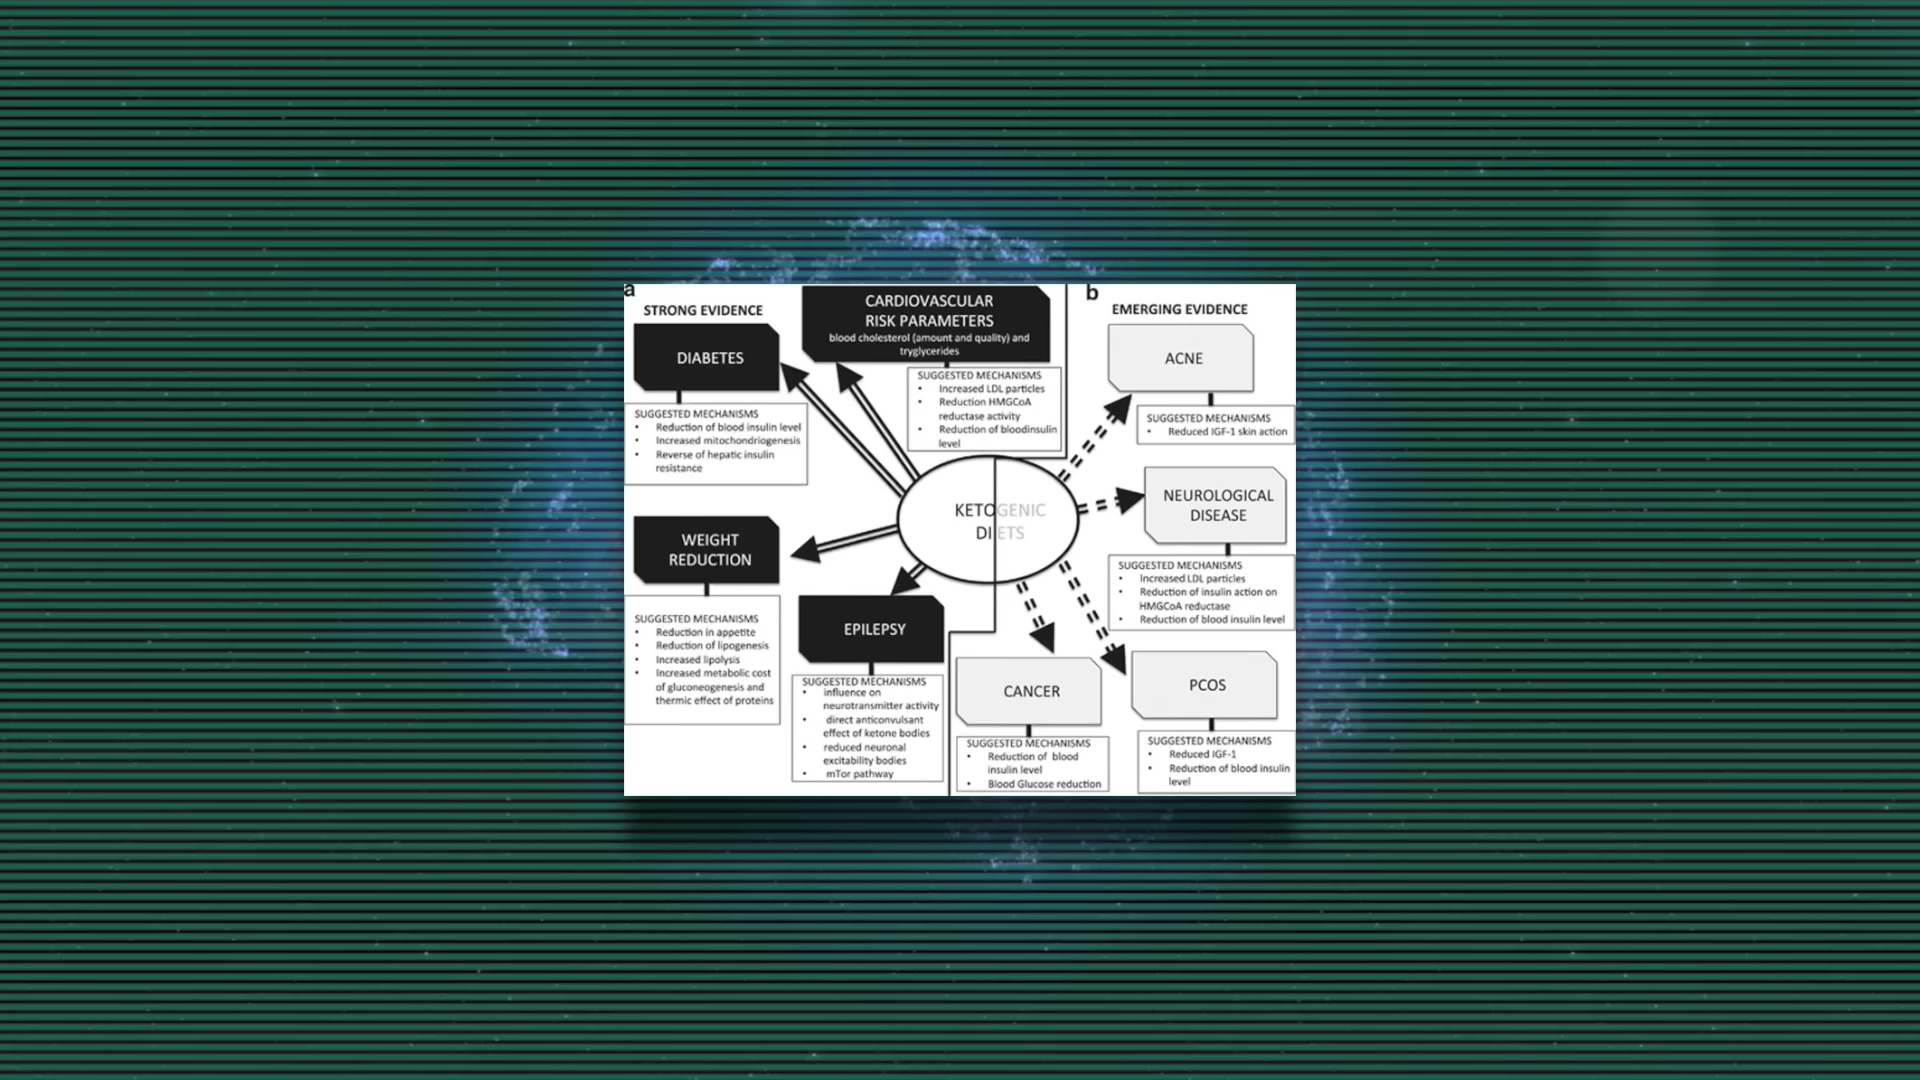 a
STRONG EVIDENCE
DIABETES
SUGGESTED MECHANISMS
• Reduction of blood insulin level
• Increased mitochondriogenesis
• Reverse of hepatic insulin
resistance
CARDIOVASCULAR
RISK PARAMETERS
blood cholesterol (amount and quality) and
tryglycerides
SUGGESTED MECHANISMS
• Increased LDL particles
• Reduction HMGCoA
reductase activity
• Reduction of bloodinsulin
level
WEIGHT
REDUCTION
SUGGESTED MECHANISMS
• Reduction in appetite
• Reduction of lipogenesis
• Increased lipolysis
• Increased metabolic cost
of gluconeogenesis and
thermic effect of proteins
EPILEPSY
SUGGESTED MECHANISMS
• influence on
neurotransmitter activity
• direct anticonvulsant
effect of ketone bodies
• reduced neuronal
excitability bodies
• mTor pathway
KETOGENIC
DIETS
b
EMERGING EVIDENCE
ACNE
SUGGESTED MECHANISMS
• Reduced IGF-1 skin action
NEUROLOGICAL
DISEASE
SUGGESTED MECHANISMS
• Increased LDL particles
• Reduction of insulin action on
HMGCoA reductase
• Reduction of blood insulin level
CANCER
SUGGESTED MECHANISMS
• Reduction of blood
insulin level
• Blood Glucose reduction
PCOS
SUGGESTED MECHANISMS
• Reduced IGF-1
• Reduction of blood insulin
level